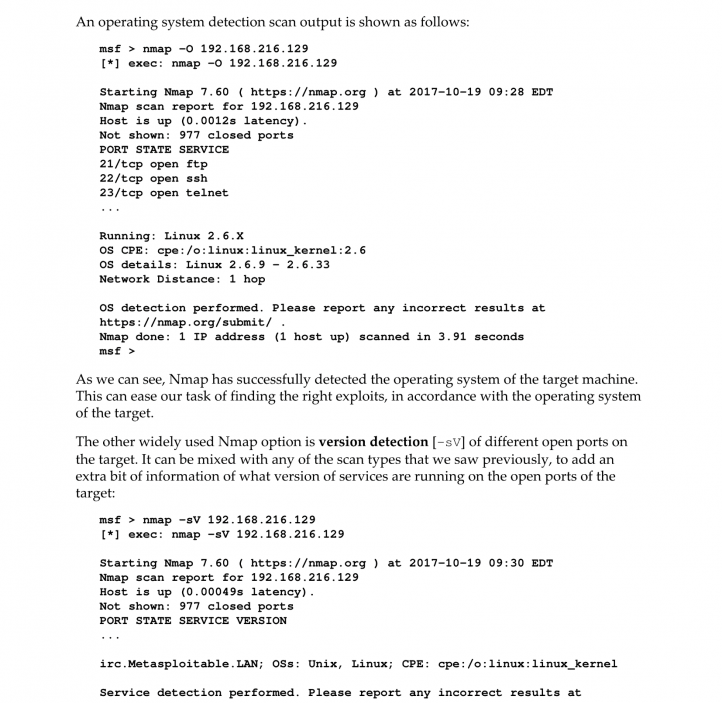 An operating system detection scan output is shown as follows:
msf > nmap -O 192.168.216.129
[*] exec: nmap -O 192.168.216.129
Starting Nmap 7.60 ( https://nmap.org ) at 2017-10-19 09:28 EDT
Nmap scan report for 192.168.216.129
Host is up (0.0012s latency).
Not shown: 977 closed ports
PORT STATE SERVICE
21/tcp open ftp
22/tcp open ssh
23/tcp open telnet
...
Running: Linux 2.6.X
OS CPE: cpe:/o:linux:linux_kernel:2.6
OS details: Linux 2.6.9 - 2.6.33
Network Distance: 1 hop
OS detection performed. Please report any incorrect results at
https://nmap.org/submit/ .
Nmap done: 1 IP address (1 host up) scanned in 3.91 seconds
msf >
As we can see, Nmap has successfully detected the operating system of the target machine.
This can ease our task of finding the right exploits, in accordance with the operating system
of the target.
The other widely used Nmap option is version detection [-sV] of different open ports on
the target. It can be mixed with any of the scan types that we saw previously, to add an
extra bit of information of what version of services are running on the open ports of the
target:
msf > nmap -sV 192.168.216.129
[*] exec: nmap -sV 192.168.216.129
Starting Nmap 7.60 ( https://nmap.org ) at 2017-10-19 09:30 EDT
Nmap scan report for 192.168.216.129
Host is up (0.00049s latency).
Not shown: 977 closed ports
PORT STATE SERVICE VERSION
...
irc.Metasploitable.LAN; OSs: Unix, Linux; CPE: cpe:/o:linux:linux_kernel
Service detection performed. Please report any incorrect results at